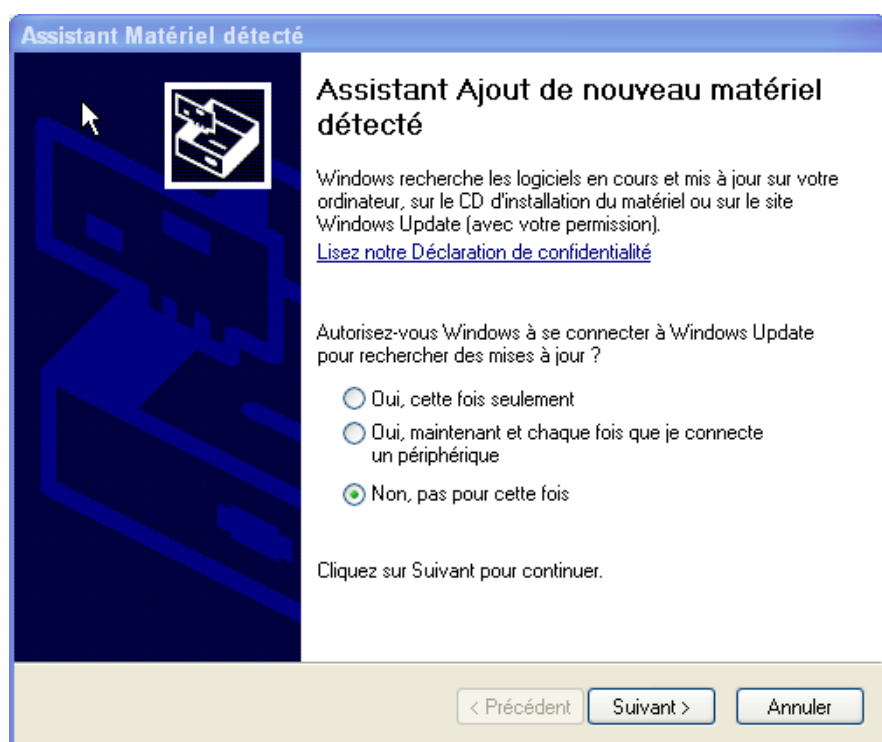 Assistant Matériel détecté
Assistant Ajout de nouveau matériel
détecté
Windows recherche les logiciels en cours et mis à jour sur votre
ordinateur, sur le CD d'installation du matériel ou sur le site
Windows Update (avec votre permission).
Lisez notre Déclaration de confidentialité
Autorisez-vous Windows à se connecter à Windows Update
pour rechercher des mises à jour ?
Oui, cette fois seulement
Oui, maintenant et chaque fois que je connecte
un périphérique
Non, pas pour cette fois
Cliquez sur Suivant pour continuer.
< Précédent Suivant > Annuler